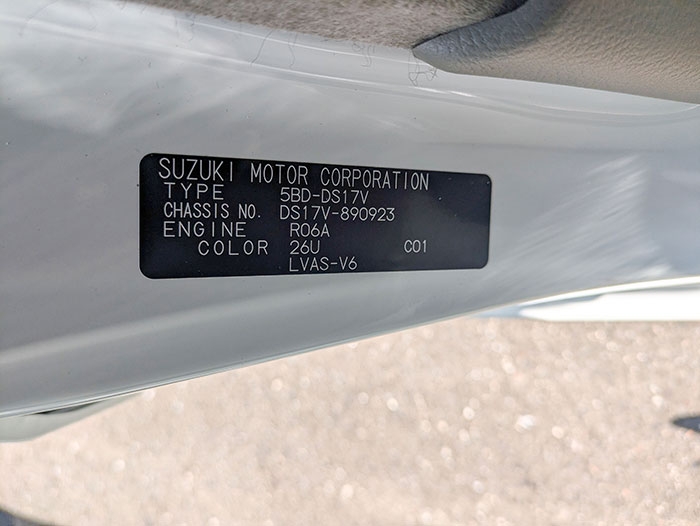 SUZUKI MOTOR CORPORATION
TYPE 5BD-DS17V
CHASSIS NO. DS17V-890923
ENGINE R06A
COLOR 26U C01
LVAS-V6